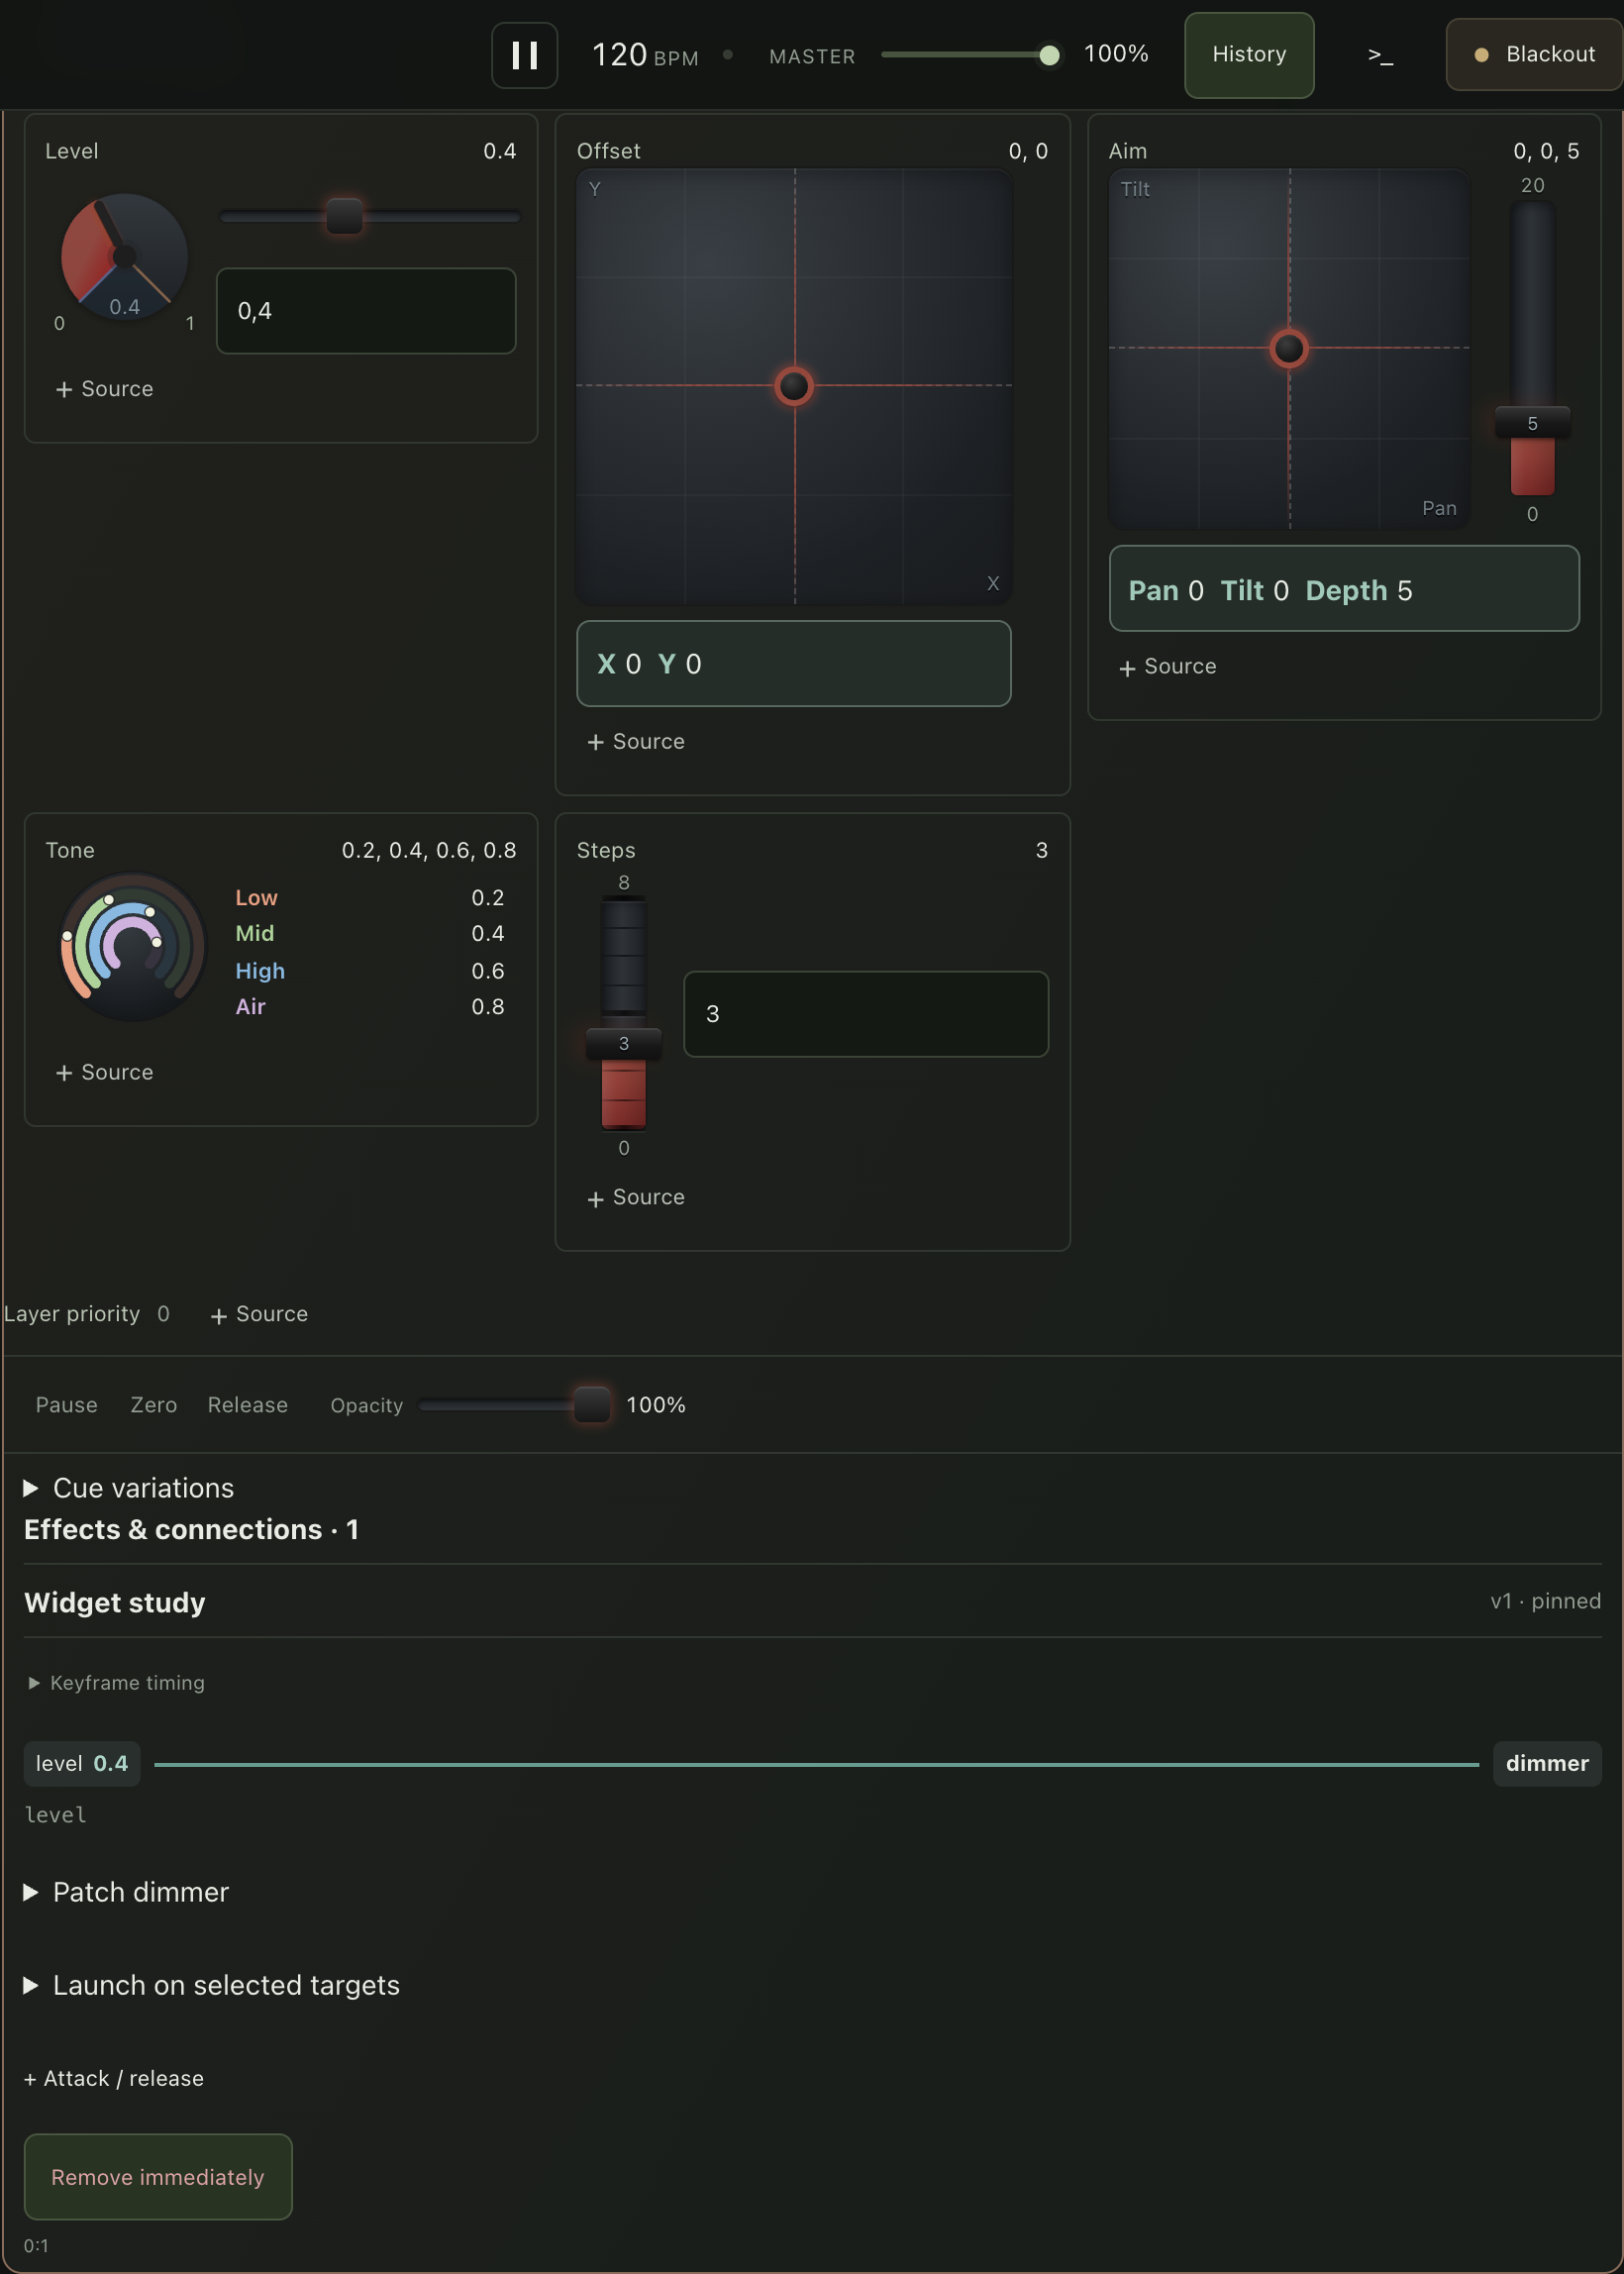 120 BPM MASTER 100% History >_ Blackout
Level 0.4
0.4
0 1
0,4
+ Source
Offset 0, 0
Y
X
X 0 Y 0
+ Source
Aim 0, 0, 5
Tilt
20
5
Pan
0
Pan 0 Tilt 0 Depth 5
+ Source
Tone 0.2, 0.4, 0.6, 0.8
Low 0.2
Mid 0.4
High 0.6
Air 0.8
+ Source
Steps 3
8
3
3
0
+ Source
Layer priority 0 + Source
Pause Zero Release Opacity 100%
Cue variations
Effects & connections · 1
Widget study v1 · pinned
Keyframe timing
level 0.4 dimmer
level
Patch dimmer
Launch on selected targets
+ Attack / release
Remove immediately
0:1